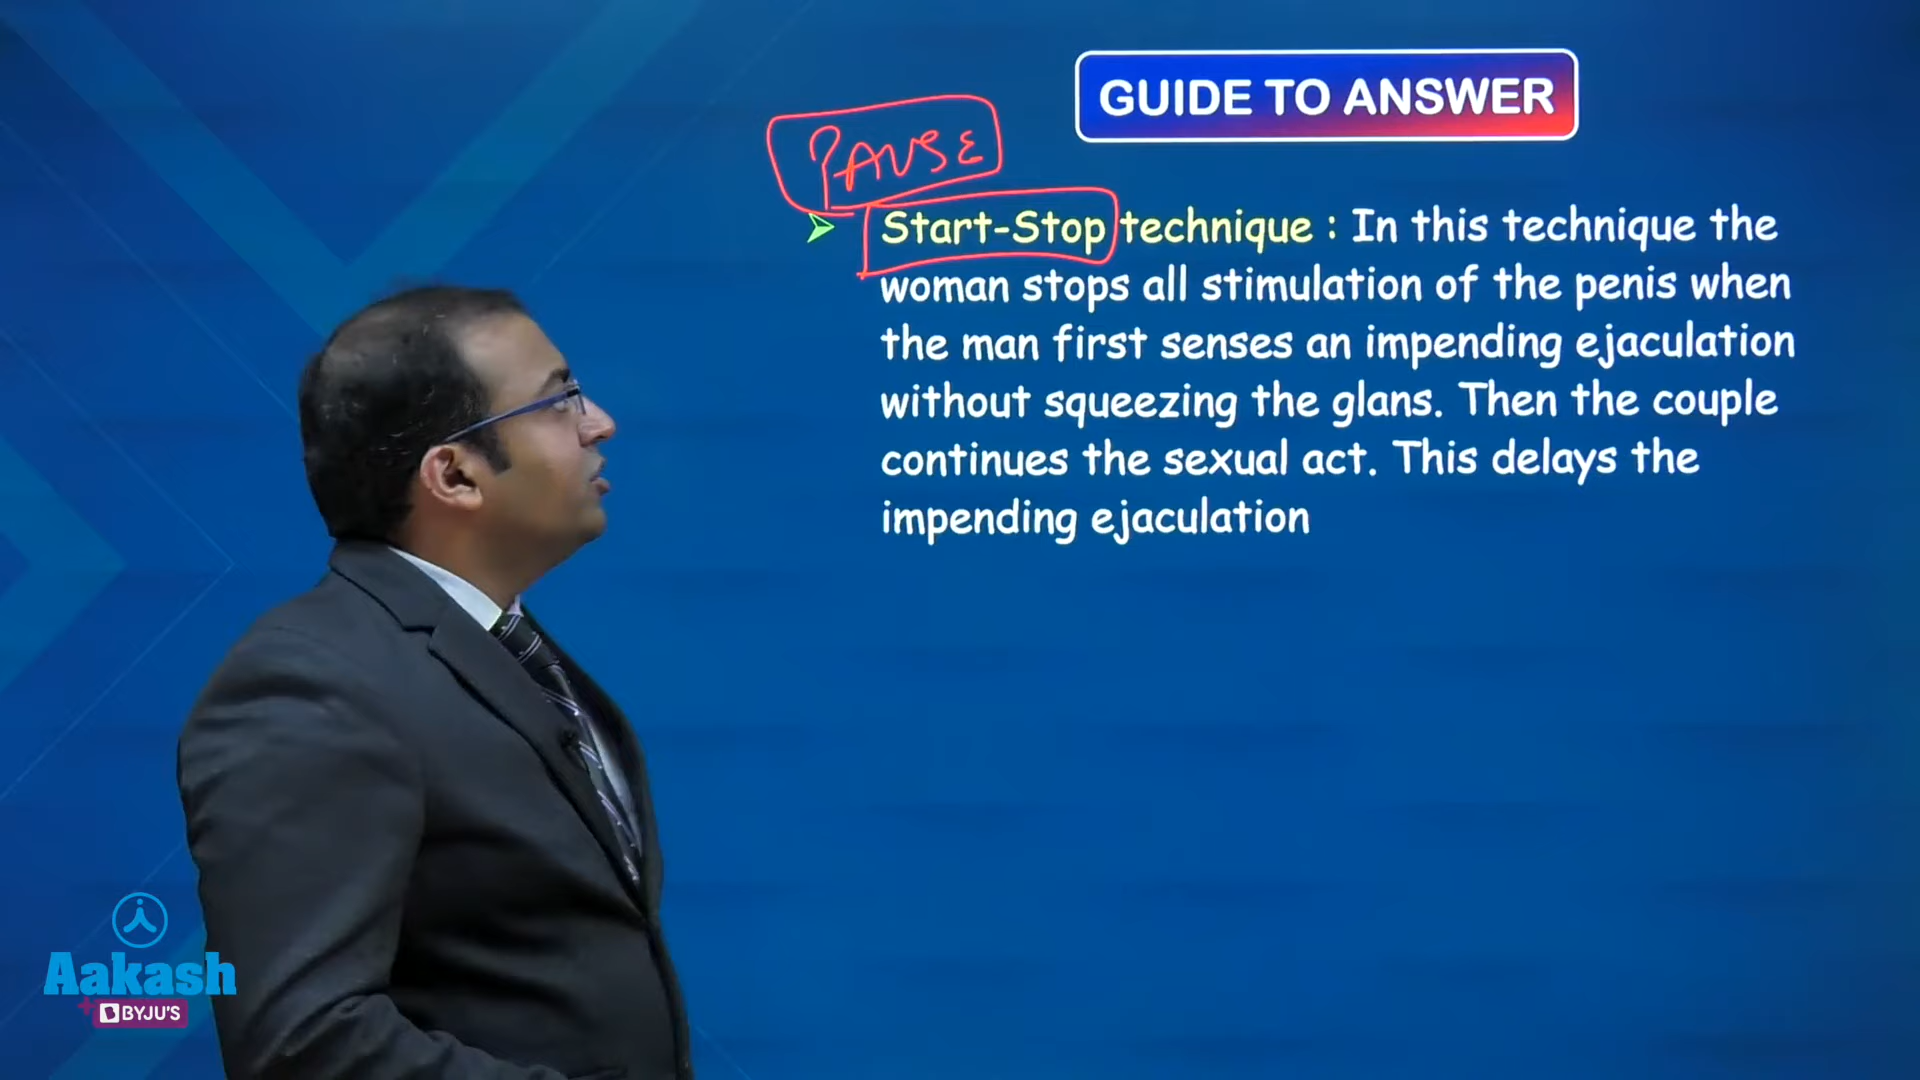 GUIDE TO ANSWER
PAUSE
Start-Stop technique : In this technique the
woman stops all stimulation of the penis when
the man first senses an impending ejaculation
without squeezing the glans. Then the couple
continues the sexual act. This delays the
impending ejaculation
Aakash
+ BYJU'S